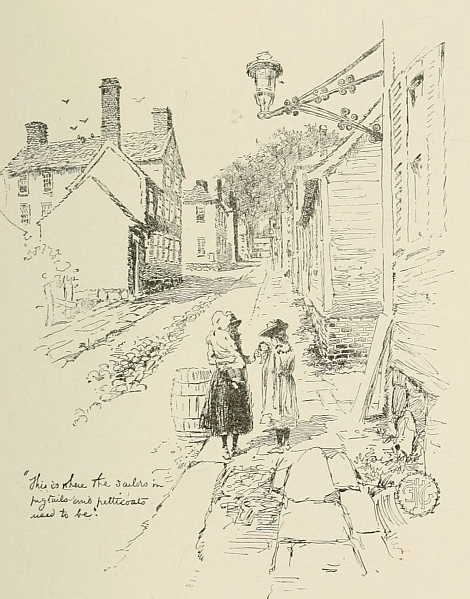 "This is where the sailors in
pigtails and petticoats
used to be."